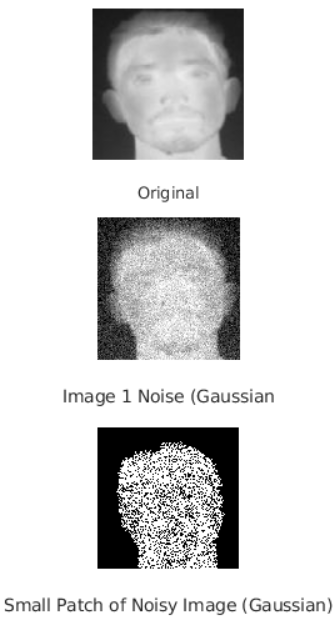 Original
Image 1 Noise (Gaussian
Small Patch of Noisy Image (Gaussian)